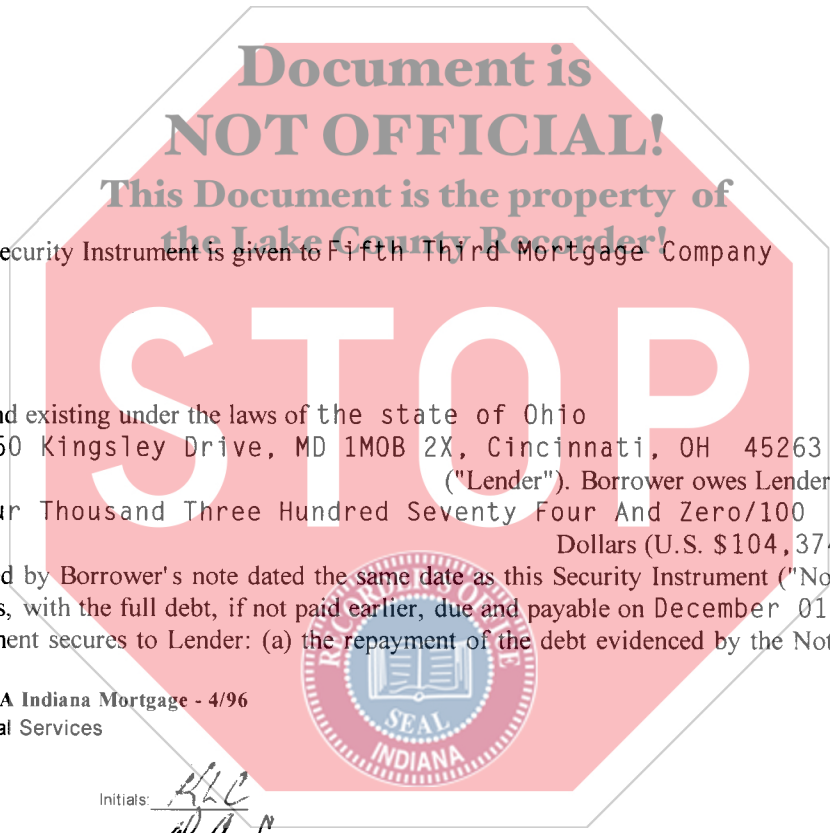 Document is
NOT OFFICIAL!
This Document is the property of
the Lake County Recorder!
ecurity Instrument is given to Fifth Third Mortgage Company
STOP
d existing under the laws of the state of Ohio
50 Kingsley Drive, MD 1MOB 2X, Cincinnati, OH 45263
("Lender"). Borrower owes Lender
r Thousand Three Hundred Seventy Four And Zero/100
Dollars (U.S. $104,374
d by Borrower's note dated the same date as this Security Instrument ("No
s, with the full debt, if not paid earlier, due and payable on December 01
ent secures to Lender: (a) the repayment of the debt evidenced by the Not
RECORDER'S OFFICE
SEAL
INDIANA
A Indiana Mortgage - 4/96
al Services
Initials: KLC